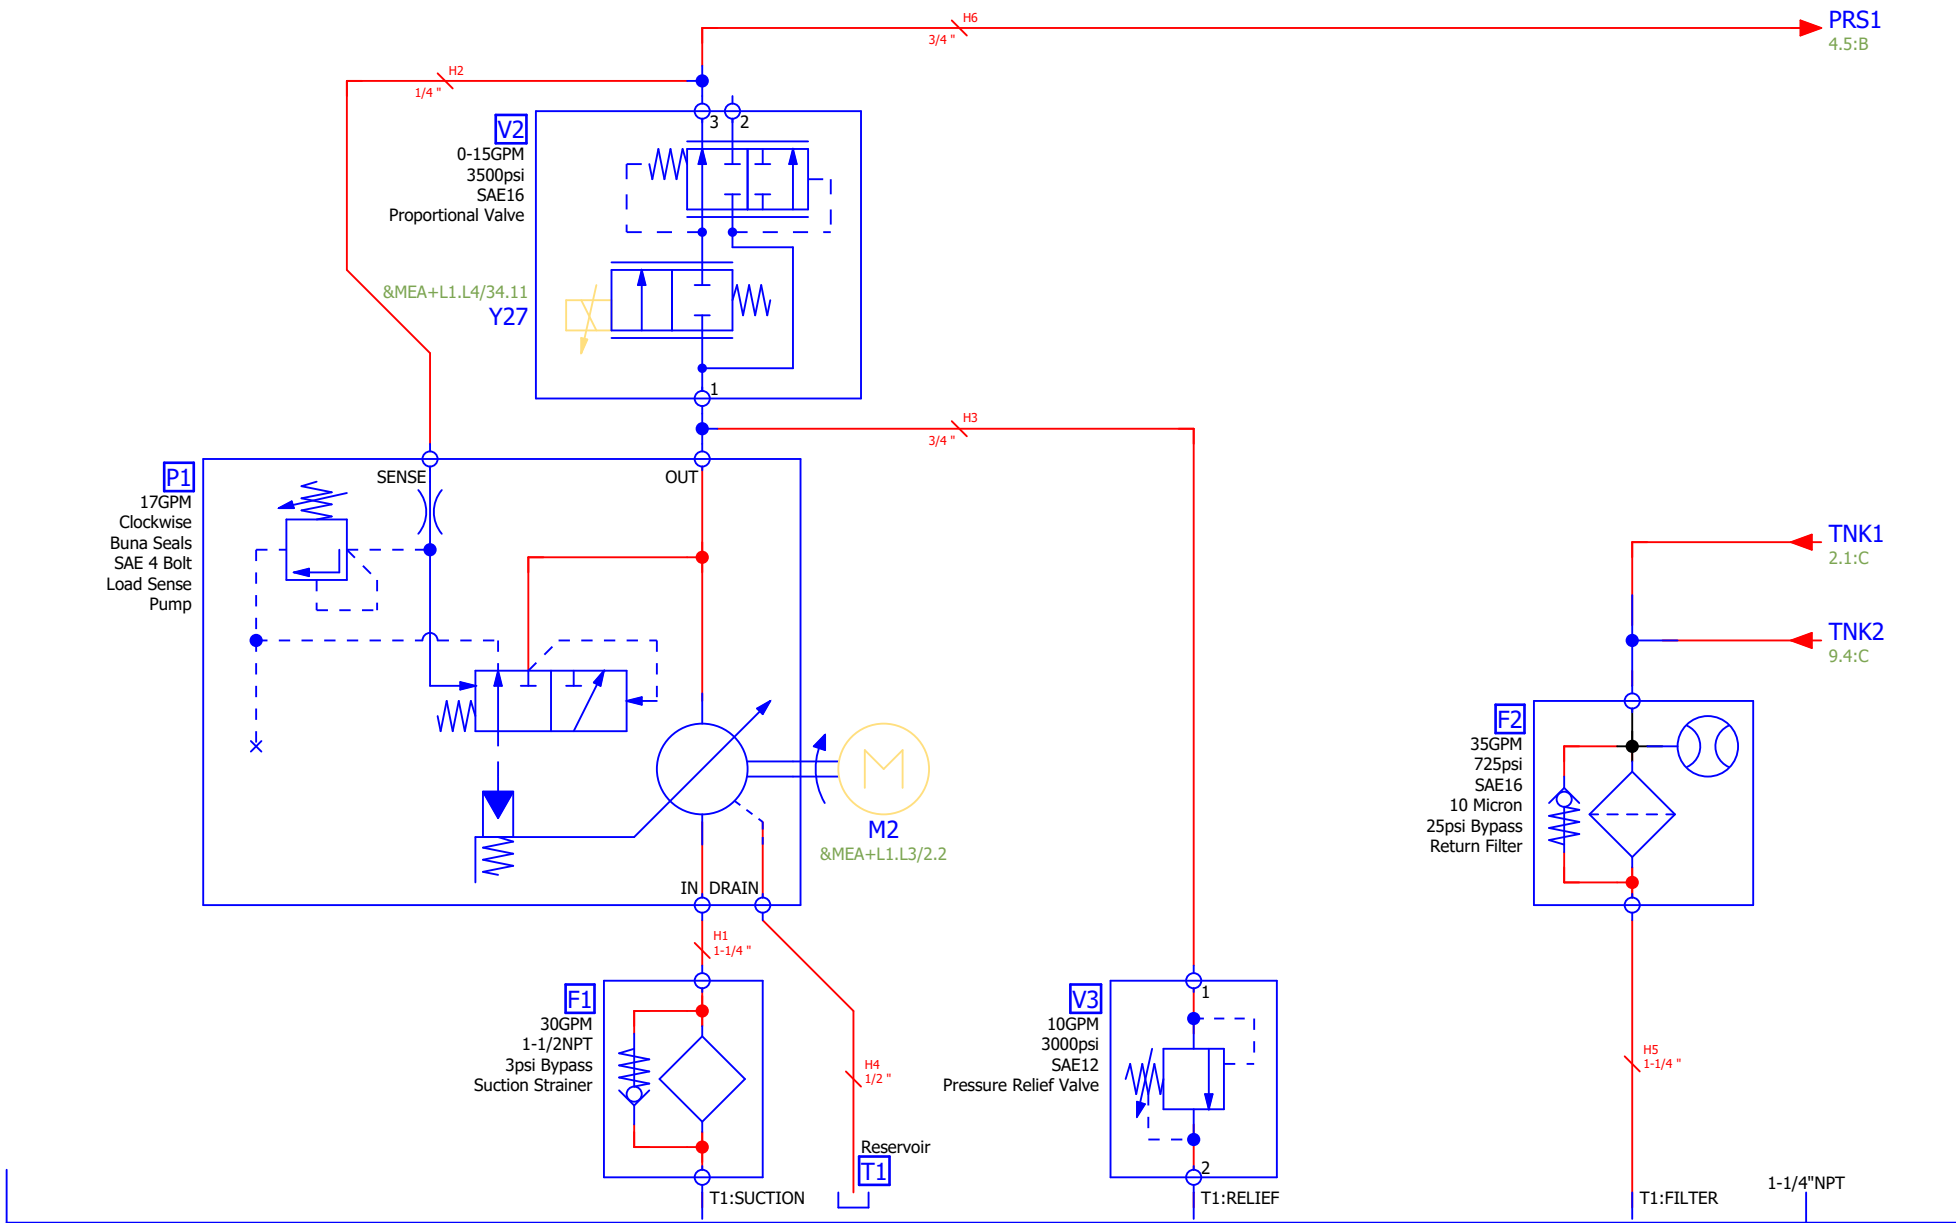 H6
3/4 "
PRS1
4.5:B
H2
1/4 "
V2
0-15GPM
3500psi
SAE16
Proportional Valve
3
2
&MEA+L1.L4/34.11
Y27
1
H3
3/4 "
P1
17GPM
Clockwise
Buna Seals
SAE 4 Bolt
Load Sense
Pump
SENSE
OUT
TNK1
2.1:C
TNK2
9.4:C
M
M2
&MEA+L1.L3/2.2
F2
35GPM
725psi
SAE16
10 Micron
25psi Bypass
Return Filter
IN
DRAIN
H1
1-1/4 "
F1
30GPM
1-1/2NPT
3psi Bypass
Suction Strainer
H4
1/2 "
V3
10GPM
3000psi
SAE12
Pressure Relief Valve
1
2
H5
1-1/4 "
Reservoir
T1
T1:SUCTION
T1:RELIEF
T1:FILTER
1-1/4"NPT